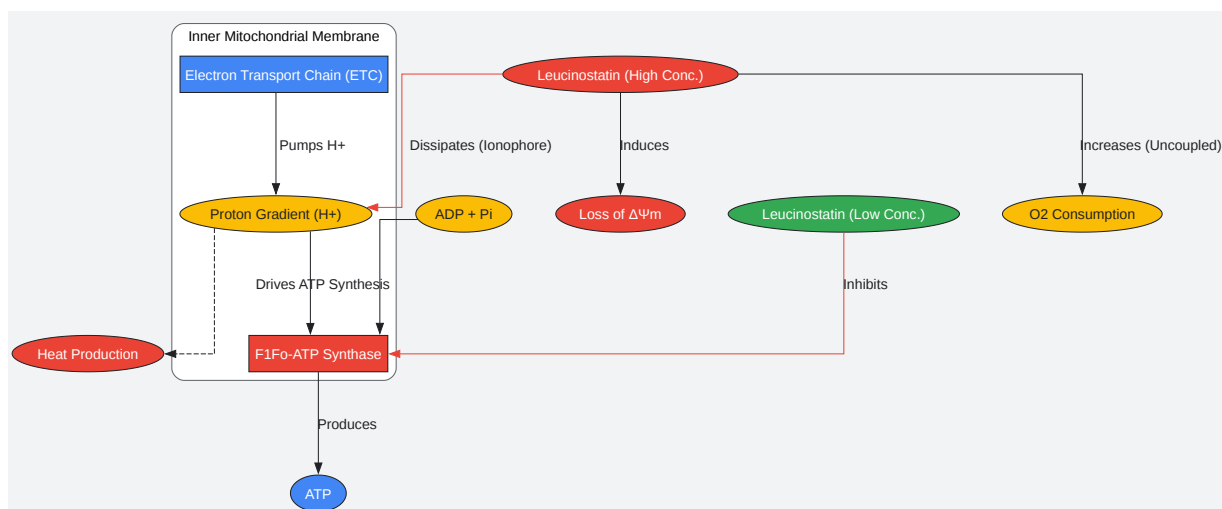 Inner Mitochondrial Membrane
Electron Transport Chain (ETC)
Leucinostatin (High Conc.)
Pumps H+
Dissipates (Ionophore)
Induces
Increases (Uncoupled)
Proton Gradient (H+)
ADP + Pi
Loss of ΔΨm
Leucinostatin (Low Conc.)
O2 Consumption
Drives ATP Synthesis
Inhibits
Heat Production
F1Fo-ATP Synthase
Produces
ATP